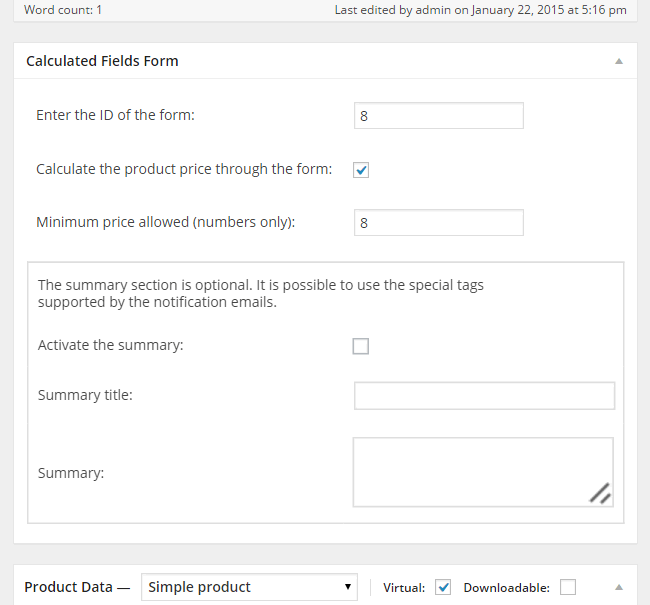 Word count: 1 Last edited by admin on January 22, 2015 at 5:16 pm
Calculated Fields Form
Enter the ID of the form: 8
Calculate the product price through the form:
Minimum price allowed (numbers only): 8
The summary section is optional. It is possible to use the special tags
supported by the notification emails.
Activate the summary:
Summary title:
Summary:
Product Data — Simple product Virtual: Downloadable: